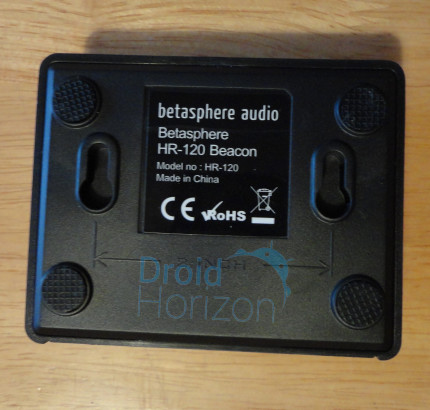 betasphere audio
Betasphere
HR-120 Beacon
Model no : HR-120
Made in China
CE RoHS
Droid
Horizon